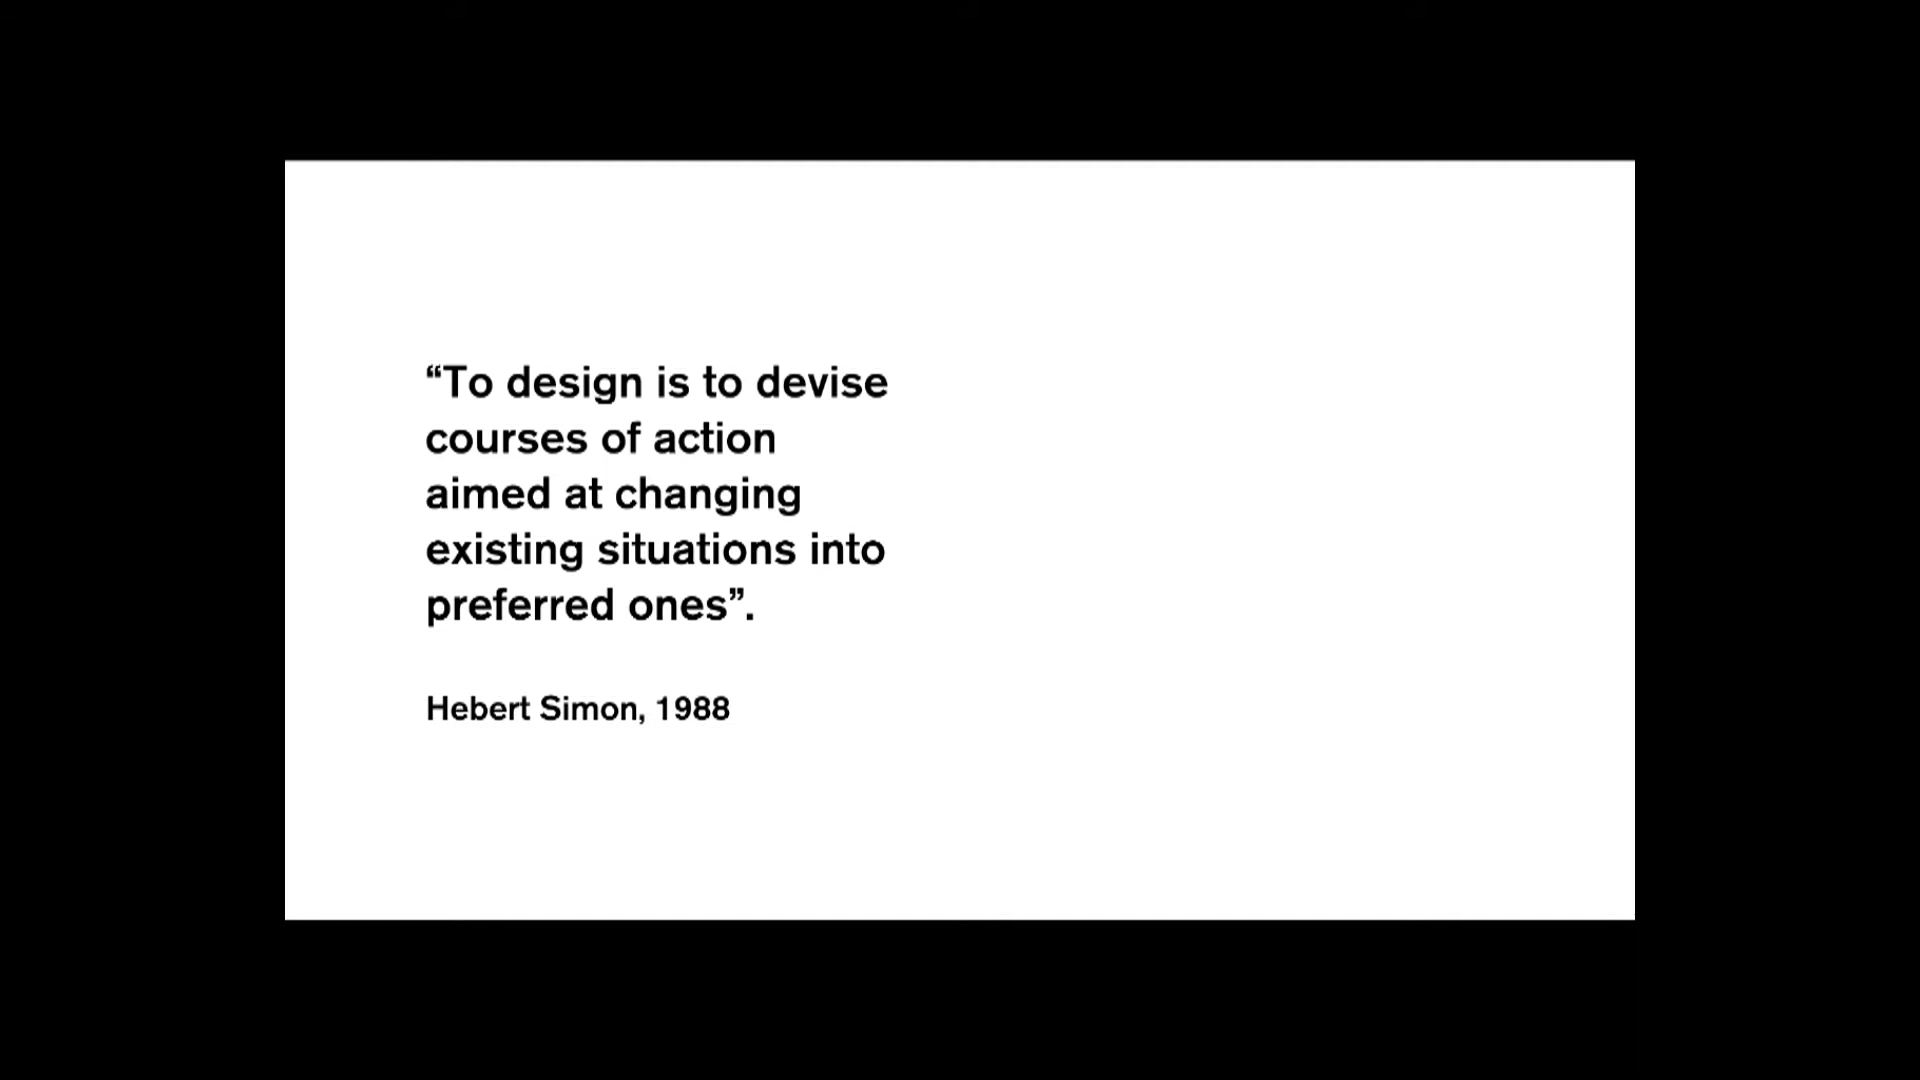 “To design is to devise
courses of action
aimed at changing
existing situations into
preferred ones”.
Hebert Simon, 1988